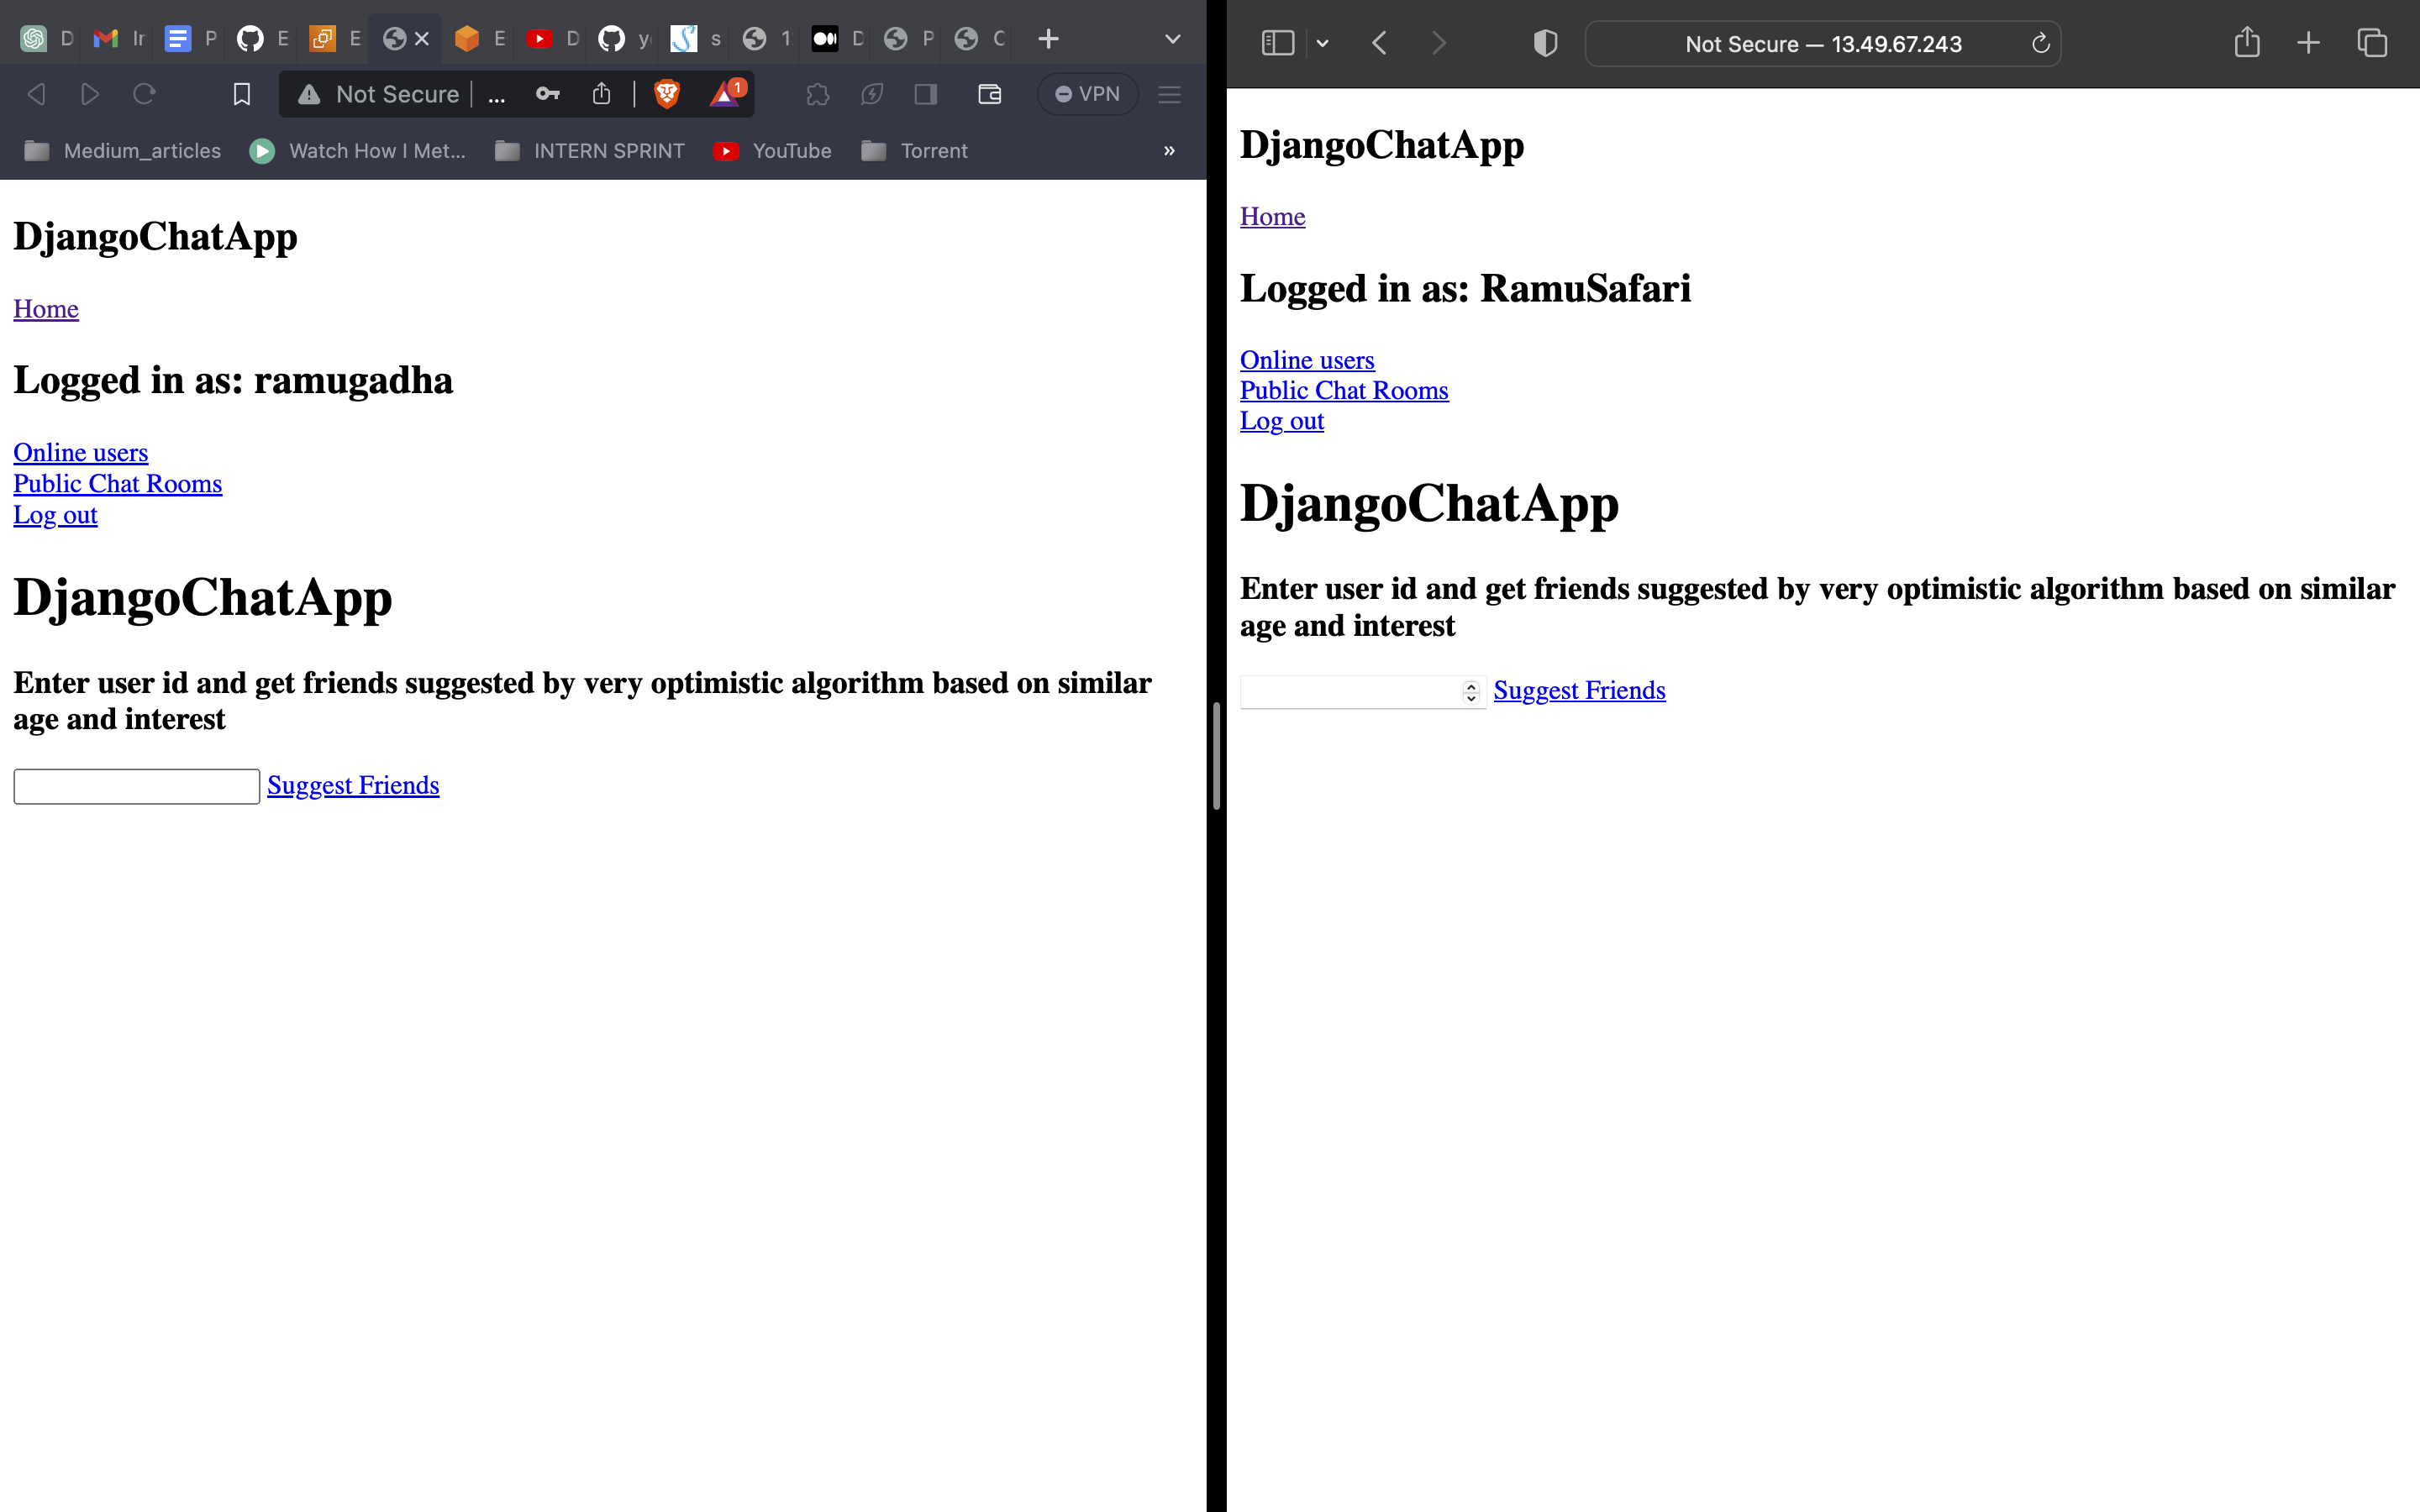 D
Ir
P
E
E
E
D
y
s
1
D
P
C
Not Secure
...
1
VPN
Medium_articles
Watch How I Met...
INTERN SPRINT
YouTube
Torrent
»
DjangoChatApp
Home
Logged in as: ramugadha
Online users
Public Chat Rooms
Log out
DjangoChatApp
Enter user id and get friends suggested by very optimistic algorithm based on similar
age and interest
Suggest Friends
Not Secure — 13.49.67.243
DjangoChatApp
Home
Logged in as: RamuSafari
Online users
Public Chat Rooms
Log out
DjangoChatApp
Enter user id and get friends suggested by very optimistic algorithm based on similar
age and interest
Suggest Friends